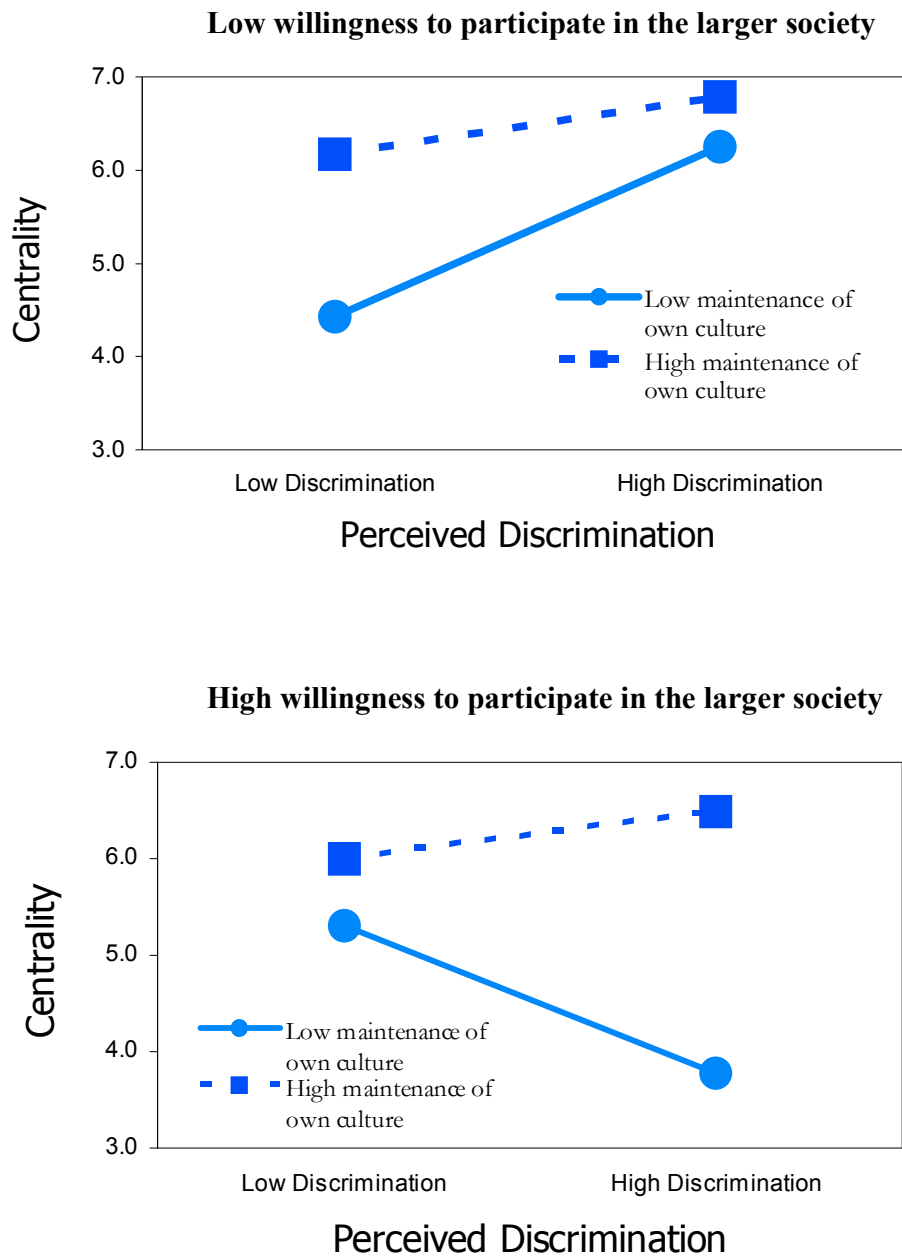 Low willingness to participate in the larger society
7.0
6.0
5.0
4.0
3.0
Centrality
Low maintenance of
own culture
High maintenance of
own culture
Low Discrimination
High Discrimination
Perceived Discrimination
High willingness to participate in the larger society
7.0
6.0
5.0
4.0
3.0
Centrality
Low maintenance of
own culture
High maintenance of
own culture
Low Discrimination
High Discrimination
Perceived Discrimination